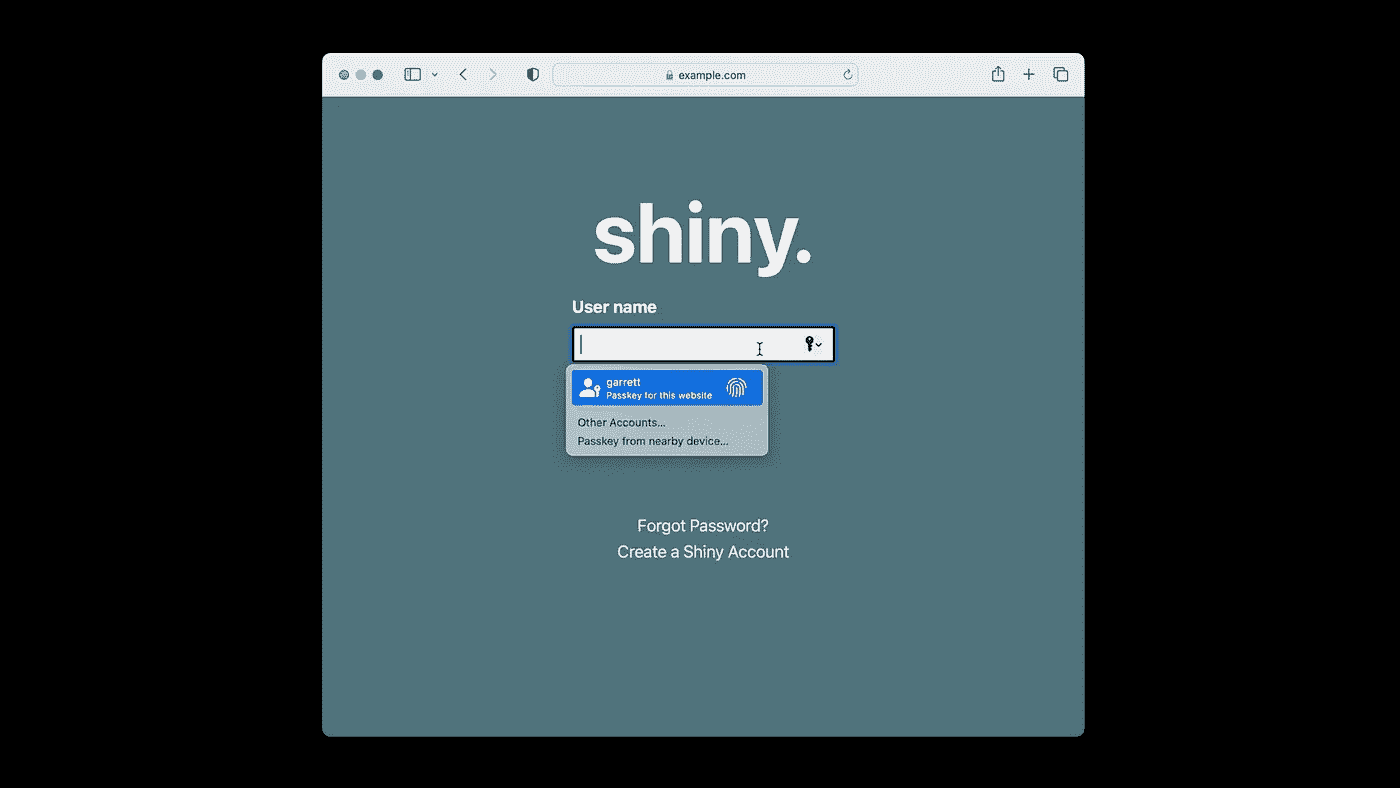 example.com
shiny.
User name
garrett
Passkey for this website
Other Accounts...
Passkey from nearby device...
Forgot Password?
Create a Shiny Account